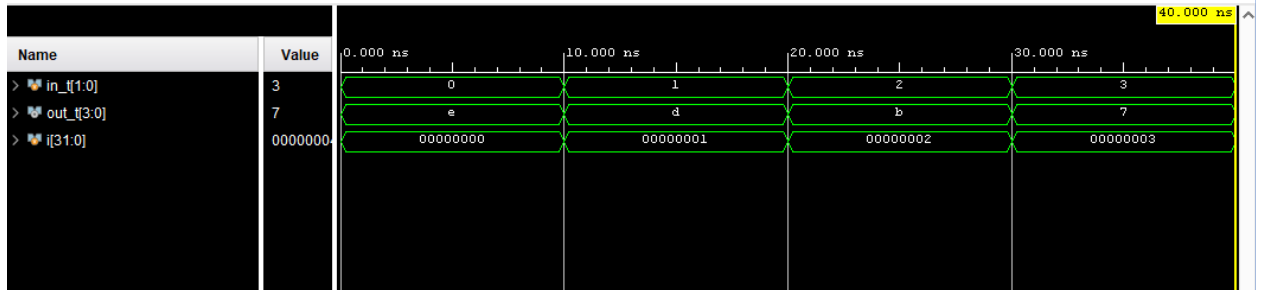 40.000 ns
Name Value 0.000 ns 10.000 ns 20.000 ns 30.000 ns
in_t[1:0] 3 0 1 2 3
out_t[3:0] 7 e d b 7
i[31:0] 00000004 00000000 00000001 00000002 00000003